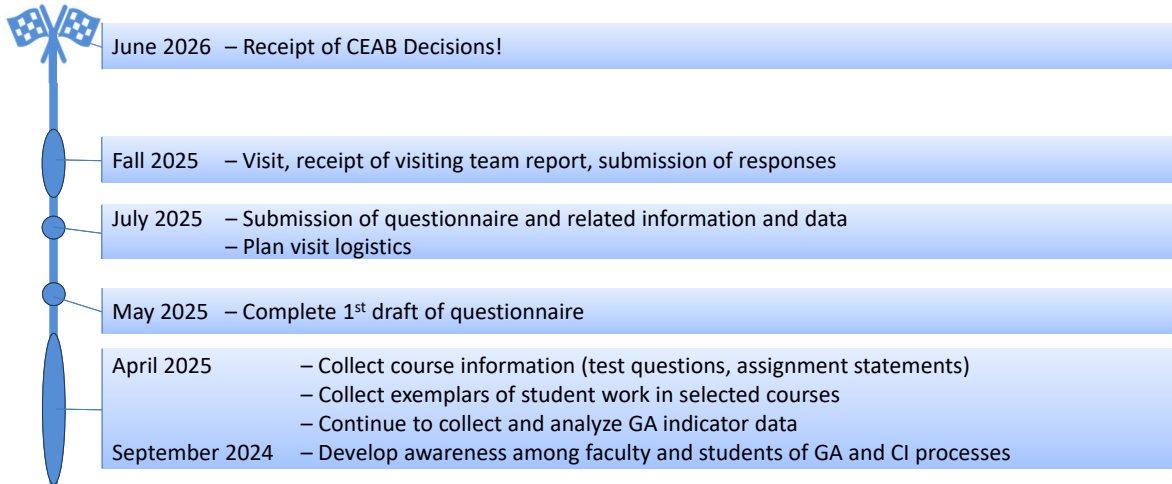 June 2026 – Receipt of CEAB Decisions!
Fall 2025 – Visit, receipt of visiting team report, submission of responses
July 2025 – Submission of questionnaire and related information and data
– Plan visit logistics
May 2025 – Complete 1st draft of questionnaire
April 2025 – Collect course information (test questions, assignment statements)
– Collect exemplars of student work in selected courses
– Continue to collect and analyze GA indicator data
September 2024 – Develop awareness among faculty and students of GA and CI processes